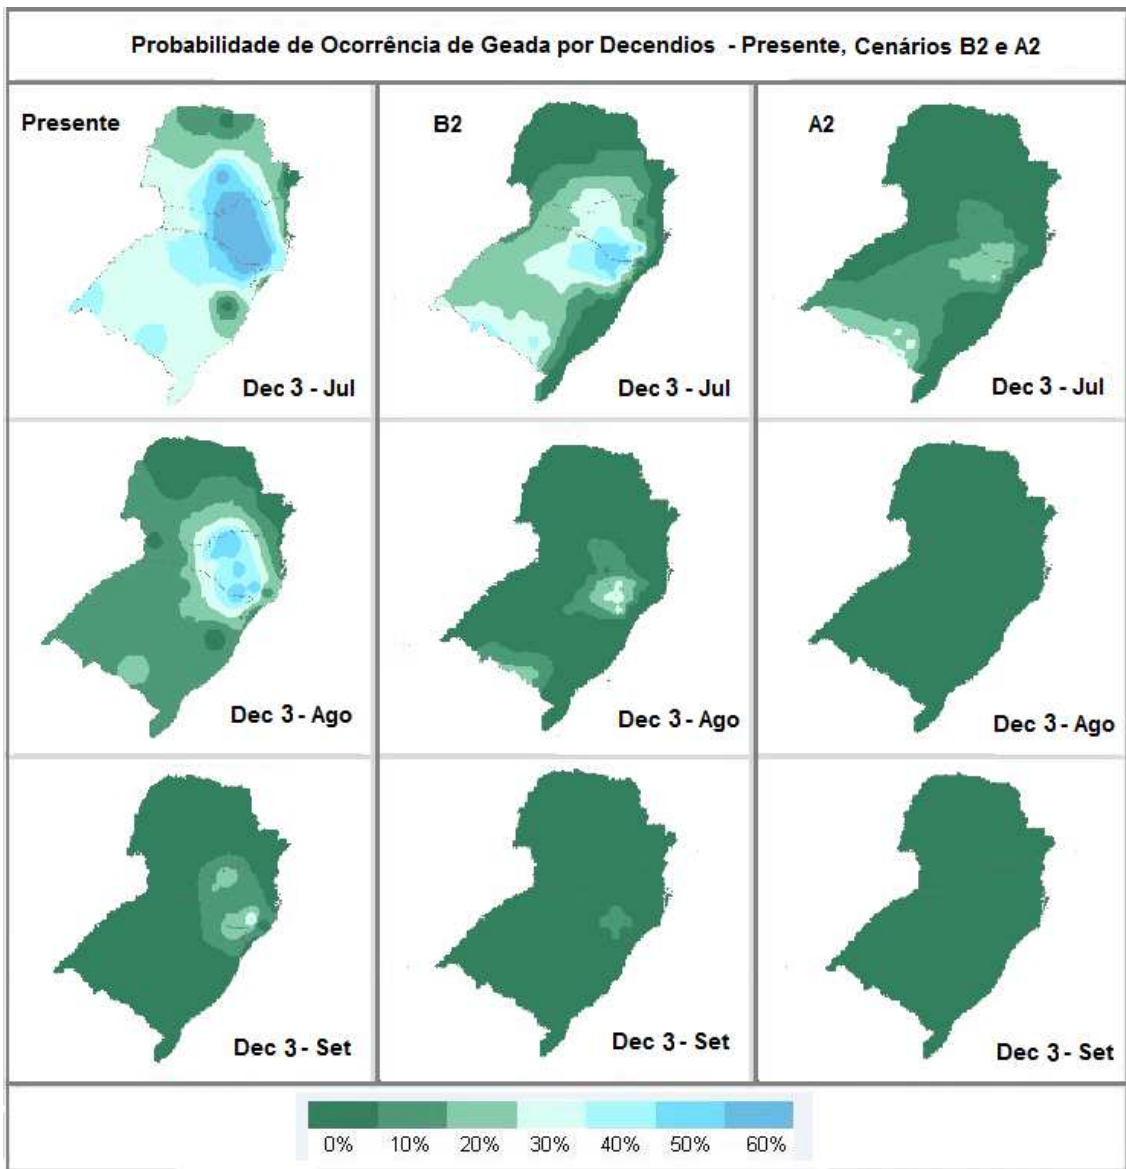 Probabilidade de Ocorrência de Geada por Decendios - Presente, Cenários B2 e A2
Presente
B2
A2
Dec 3 - Jul
Dec 3 - Jul
Dec 3 - Jul
Dec 3 - Ago
Dec 3 - Ago
Dec 3 - Ago
Dec 3 - Set
Dec 3 - Set
Dec 3 - Set
0% 10% 20% 30% 40% 50% 60%